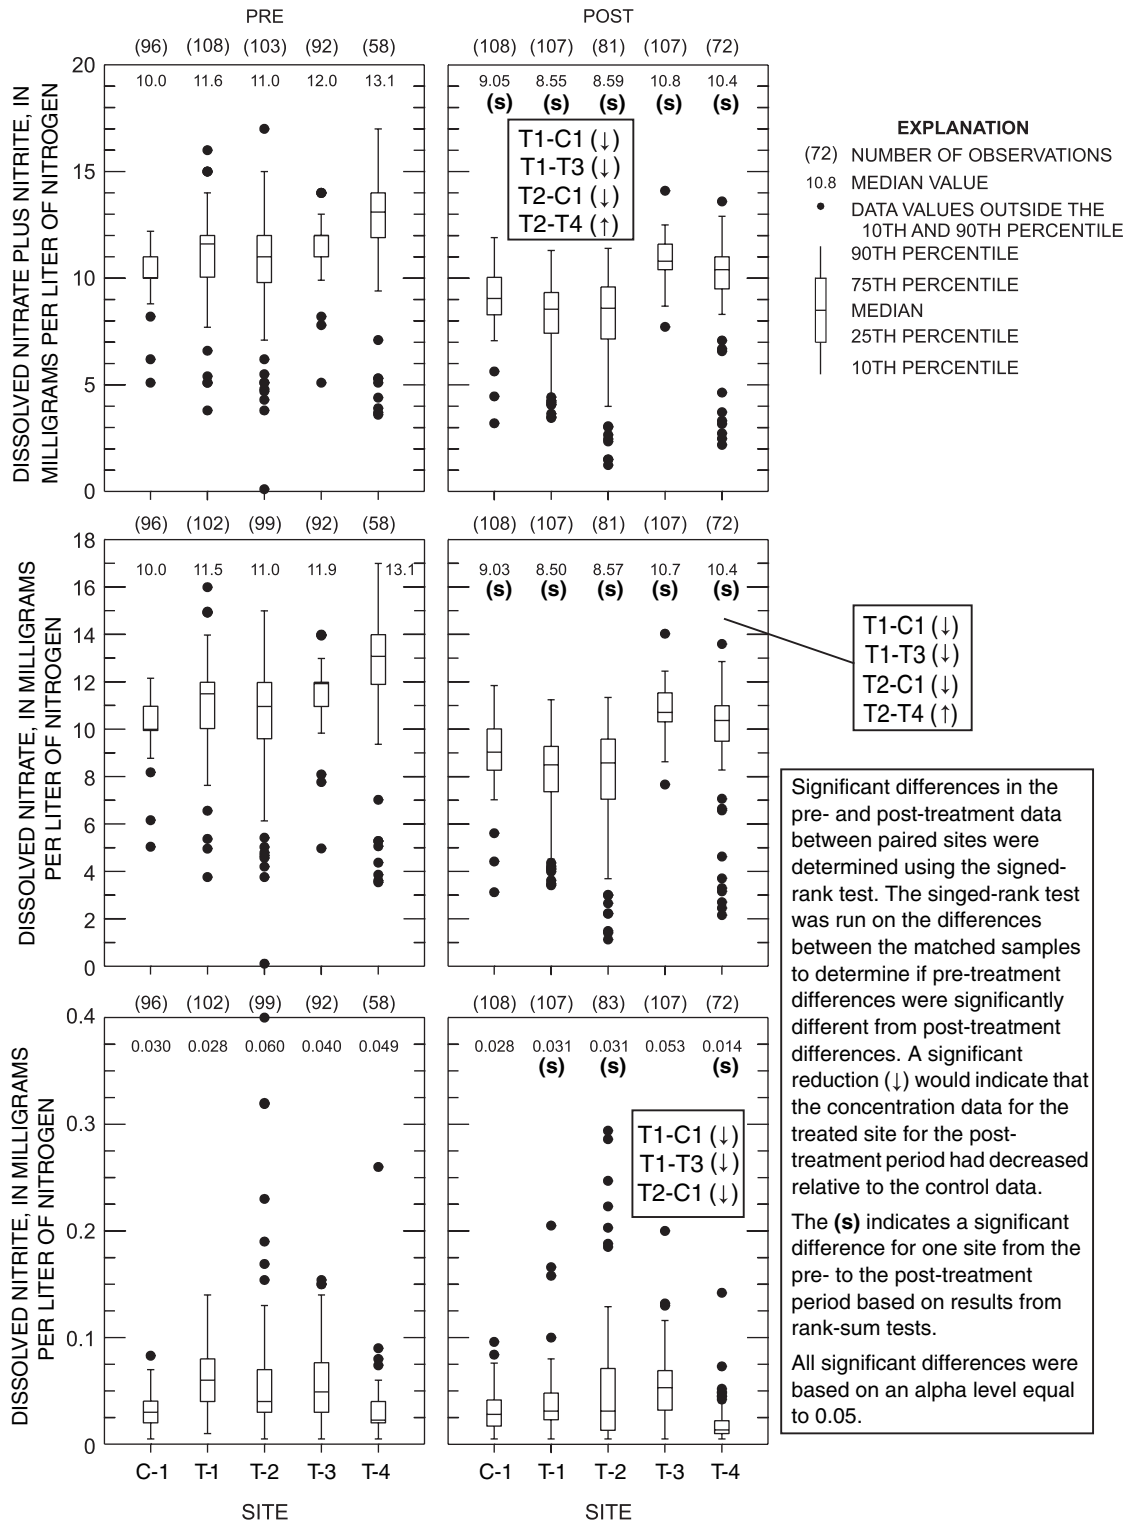 PRE
POST
(96) (108) (103) (92) (58)
(108) (107) (81) (107) (72)
DISSOLVED NITRATE PLUS NITRITE, IN
MILLIGRAMS PER LITER OF NITROGEN
20
15
10
5
0
10.0 11.6 11.0 12.0 13.1
9.05 8.55 8.59 10.8 10.4
(s) (s) (s) (s) (s)
T1-C1 (↓)
T1-T3 (↓)
T2-C1 (↓)
T2-T4 (↑)
EXPLANATION
(72) NUMBER OF OBSERVATIONS
10.8 MEDIAN VALUE
DATA VALUES OUTSIDE THE
10TH AND 90TH PERCENTILE
90TH PERCENTILE
75TH PERCENTILE
MEDIAN
25TH PERCENTILE
10TH PERCENTILE
(96) (102) (99) (92) (58)
(108) (107) (81) (107) (72)
DISSOLVED NITRATE, IN MILLIGRAMS
PER LITER OF NITROGEN
18
16
14
12
10
8
6
4
2
0
10.0 11.5 11.0 11.9 13.1
9.03 8.50 8.57 10.7 10.4
(s) (s) (s) (s) (s)
T1-C1 (↓)
T1-T3 (↓)
T2-C1 (↓)
T2-T4 (↑)
(96) (102) (99) (92) (58)
(108) (107) (83) (107) (72)
DISSOLVED NITRITE, IN MILLIGRAMS
PER LITER OF NITROGEN
0.4
0.3
0.2
0.1
0
0.030 0.028 0.060 0.040 0.049
0.028 0.031 0.031 0.053 0.014
(s) (s) (s)
T1-C1 (↓)
T1-T3 (↓)
T2-C1 (↓)
C-1 T-1 T-2 T-3 T-4
C-1 T-1 T-2 T-3 T-4
SITE
SITE
Significant differences in the
pre- and post-treatment data
between paired sites were
determined using the signed-
rank test. The singed-rank test
was run on the differences
between the matched samples
to determine if pre-treatment
differences were significantly
different from post-treatment
differences. A significant
reduction (↓) would indicate that
the concentration data for the
treated site for the post-
treatment period had decreased
relative to the control data.
The (s) indicates a significant
difference for one site from the
pre- to the post-treatment
period based on results from
rank-sum tests.
All significant differences were
based on an alpha level equal
to 0.05.